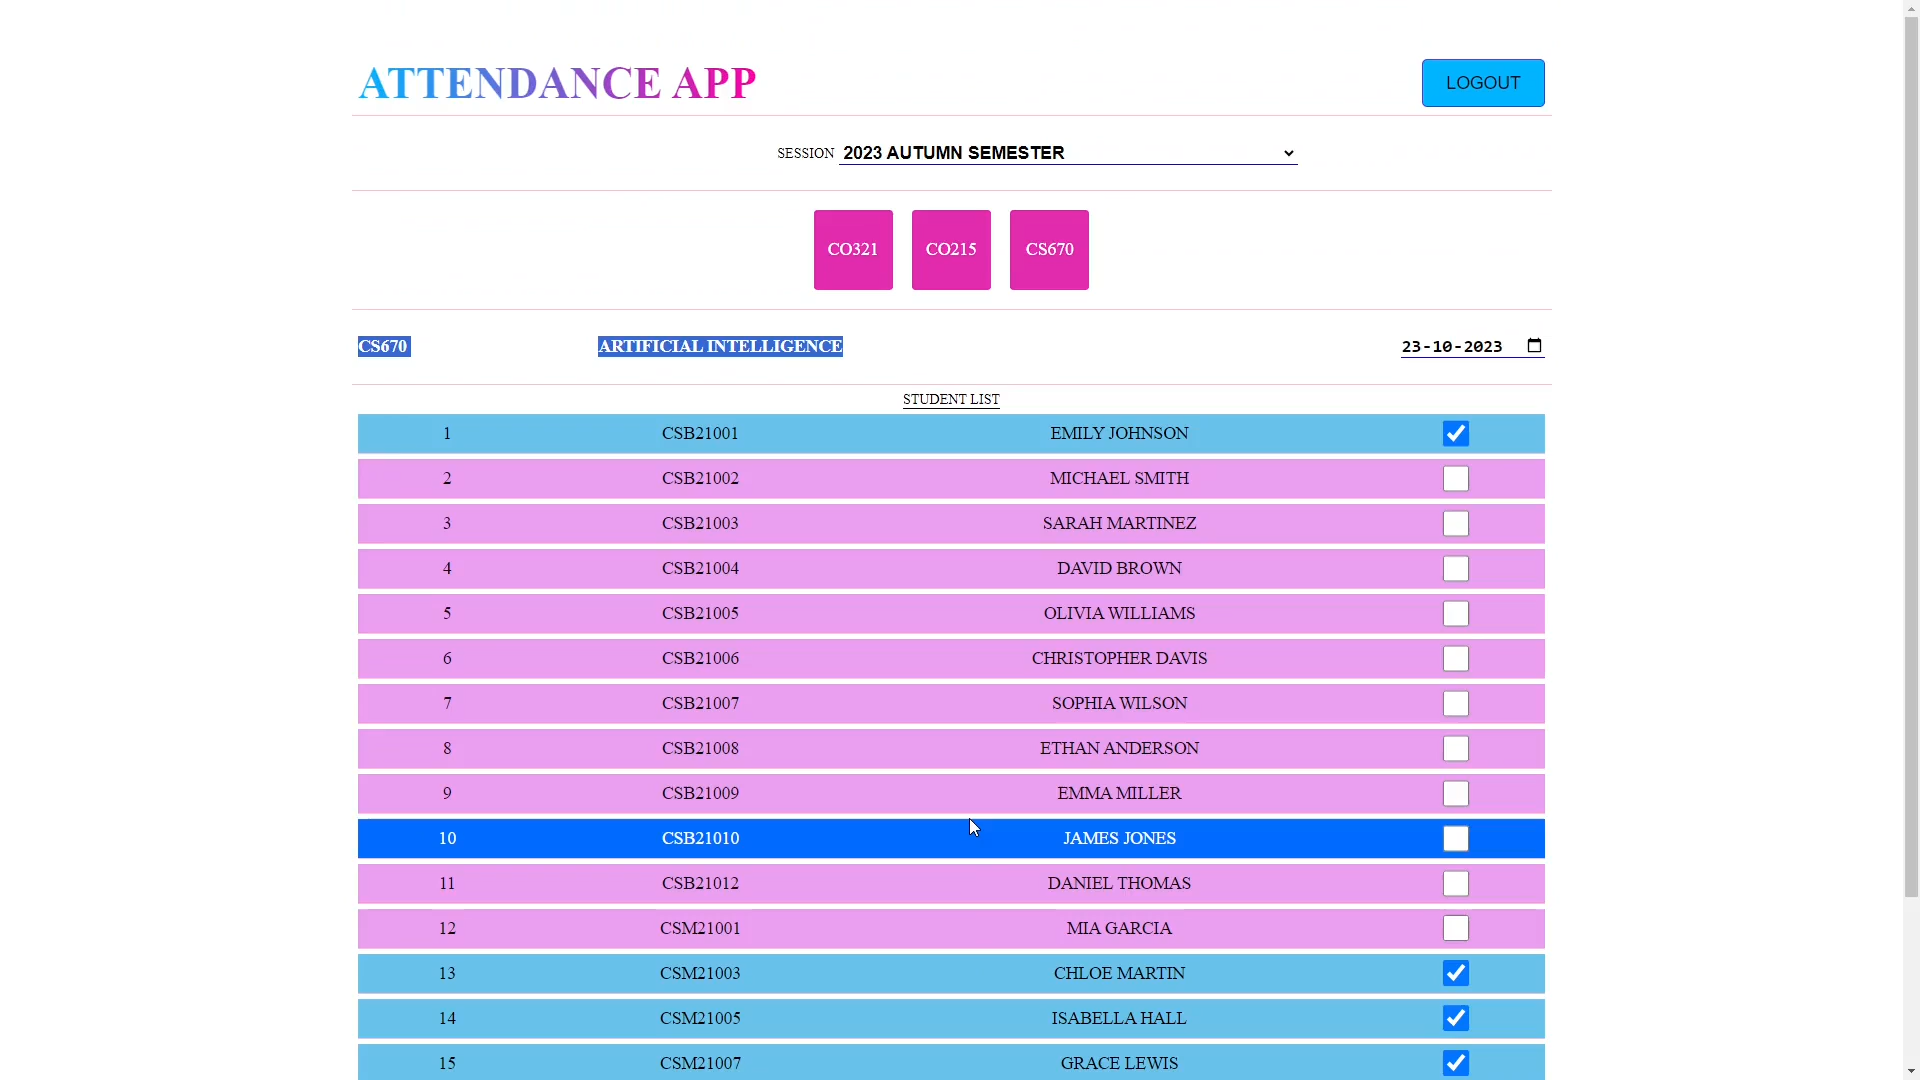 ATTENDANCE APP LOGOUT
SESSION 2023 AUTUMN SEMESTER
CO321 CO215 CS670
CS670 ARTIFICIAL INTELLIGENCE 23-10-2023
STUDENT LIST
1 CSB21001 EMILY JOHNSON
2 CSB21002 MICHAEL SMITH
3 CSB21003 SARAH MARTINEZ
4 CSB21004 DAVID BROWN
5 CSB21005 OLIVIA WILLIAMS
6 CSB21006 CHRISTOPHER DAVIS
7 CSB21007 SOPHIA WILSON
8 CSB21008 ETHAN ANDERSON
9 CSB21009 EMMA MILLER
10 CSB21010 JAMES JONES
11 CSB21012 DANIEL THOMAS
12 CSM21001 MIA GARCIA
13 CSM21003 CHLOE MARTIN
14 CSM21005 ISABELLA HALL
15 CSM21007 GRACE LEWIS